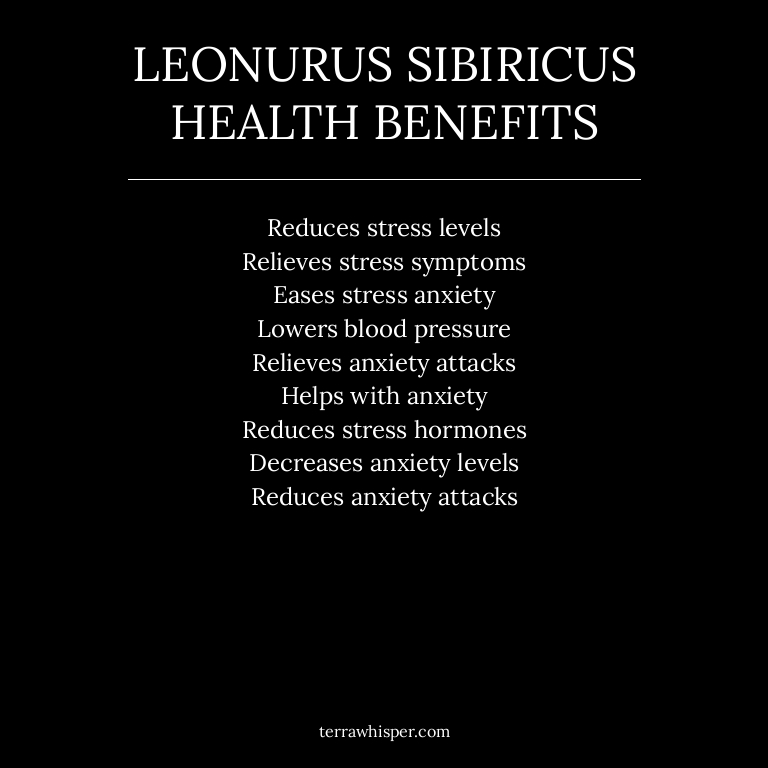 LEONURUS SIBIRICUS
HEALTH BENEFITS
Reduces stress levels
Relieves stress symptoms
Eases stress anxiety
Lowers blood pressure
Relieves anxiety attacks
Helps with anxiety
Reduces stress hormones
Decreases anxiety levels
Reduces anxiety attacks
terrawhisper.com